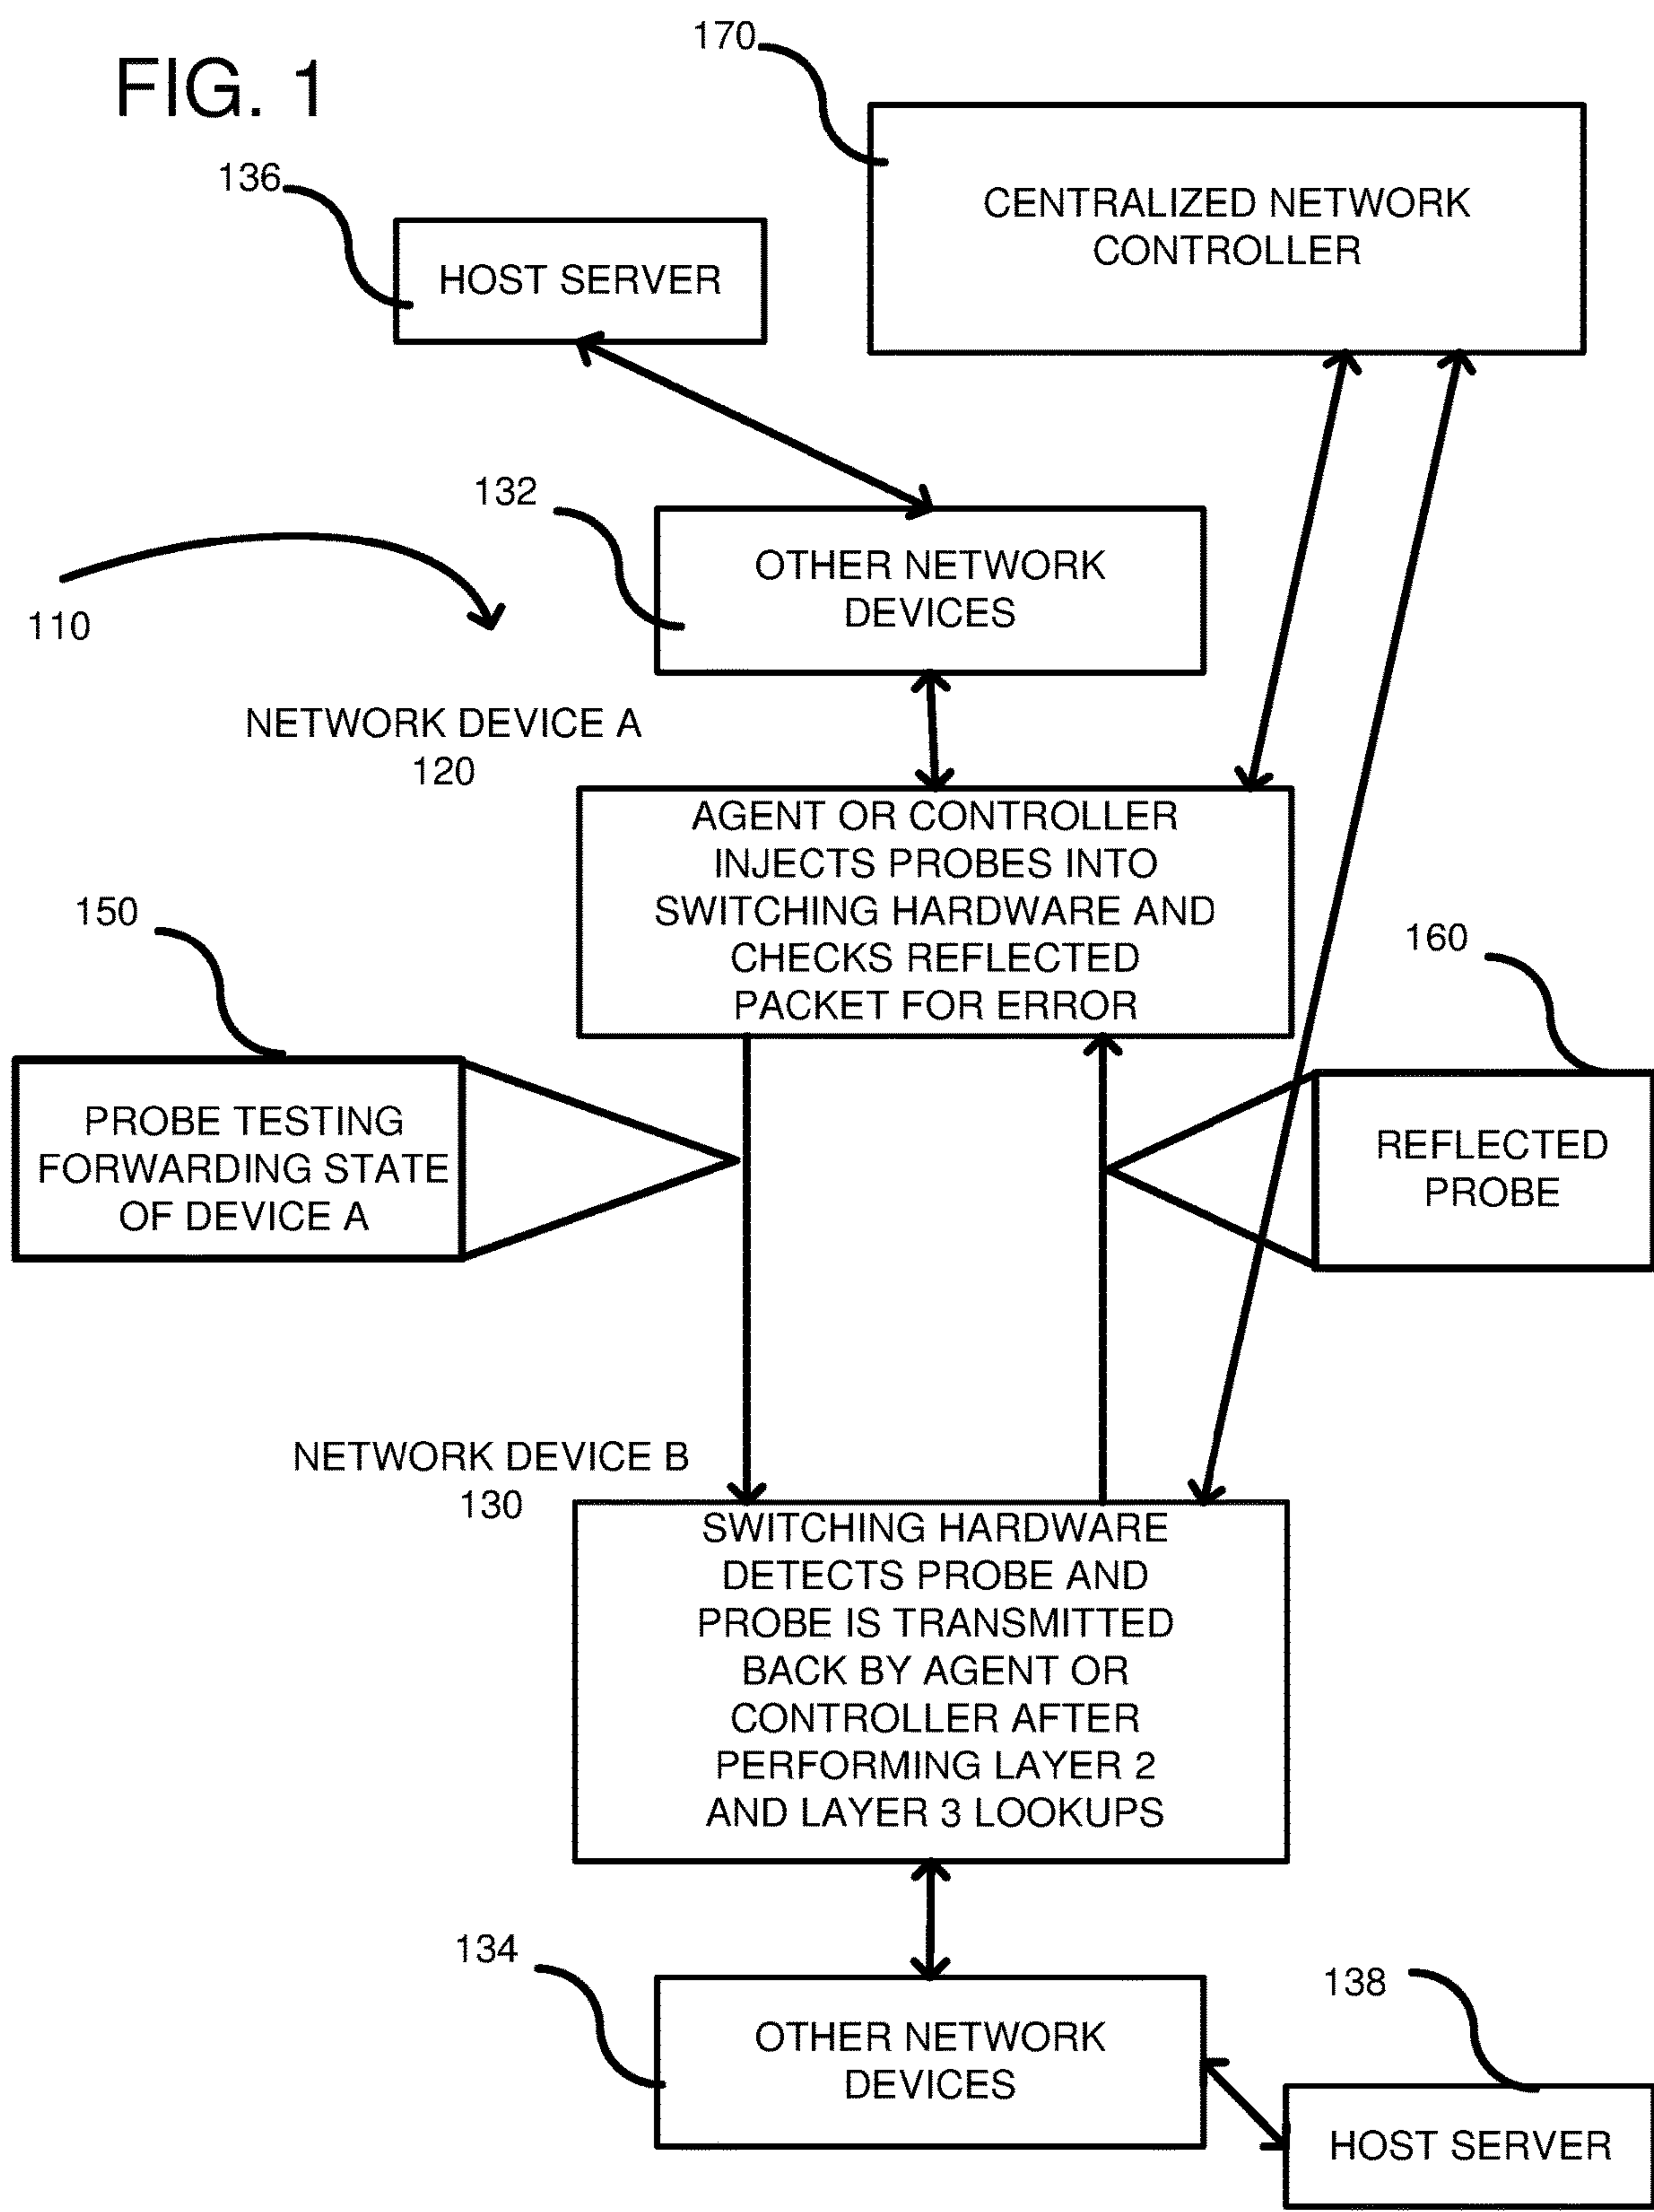 170
FIG. 1
CENTRALIZED NETWORK
CONTROLLER
136
HOST SERVER
132
OTHER NETWORK
DEVICES
110
NETWORK DEVICE A
120
AGENT OR CONTROLLER
INJECTS PROBES INTO
SWITCHING HARDWARE AND
CHECKS REFLECTED
PACKET FOR ERROR
150
160
PROBE TESTING
FORWARDING STATE
OF DEVICE A
REFLECTED
PROBE
NETWORK DEVICE B
130
SWITCHING HARDWARE
DETECTS PROBE AND
PROBE IS TRANSMITTED
BACK BY AGENT OR
CONTROLLER AFTER
PERFORMING LAYER 2
AND LAYER 3 LOOKUPS
134
OTHER NETWORK
DEVICES
138
HOST SERVER